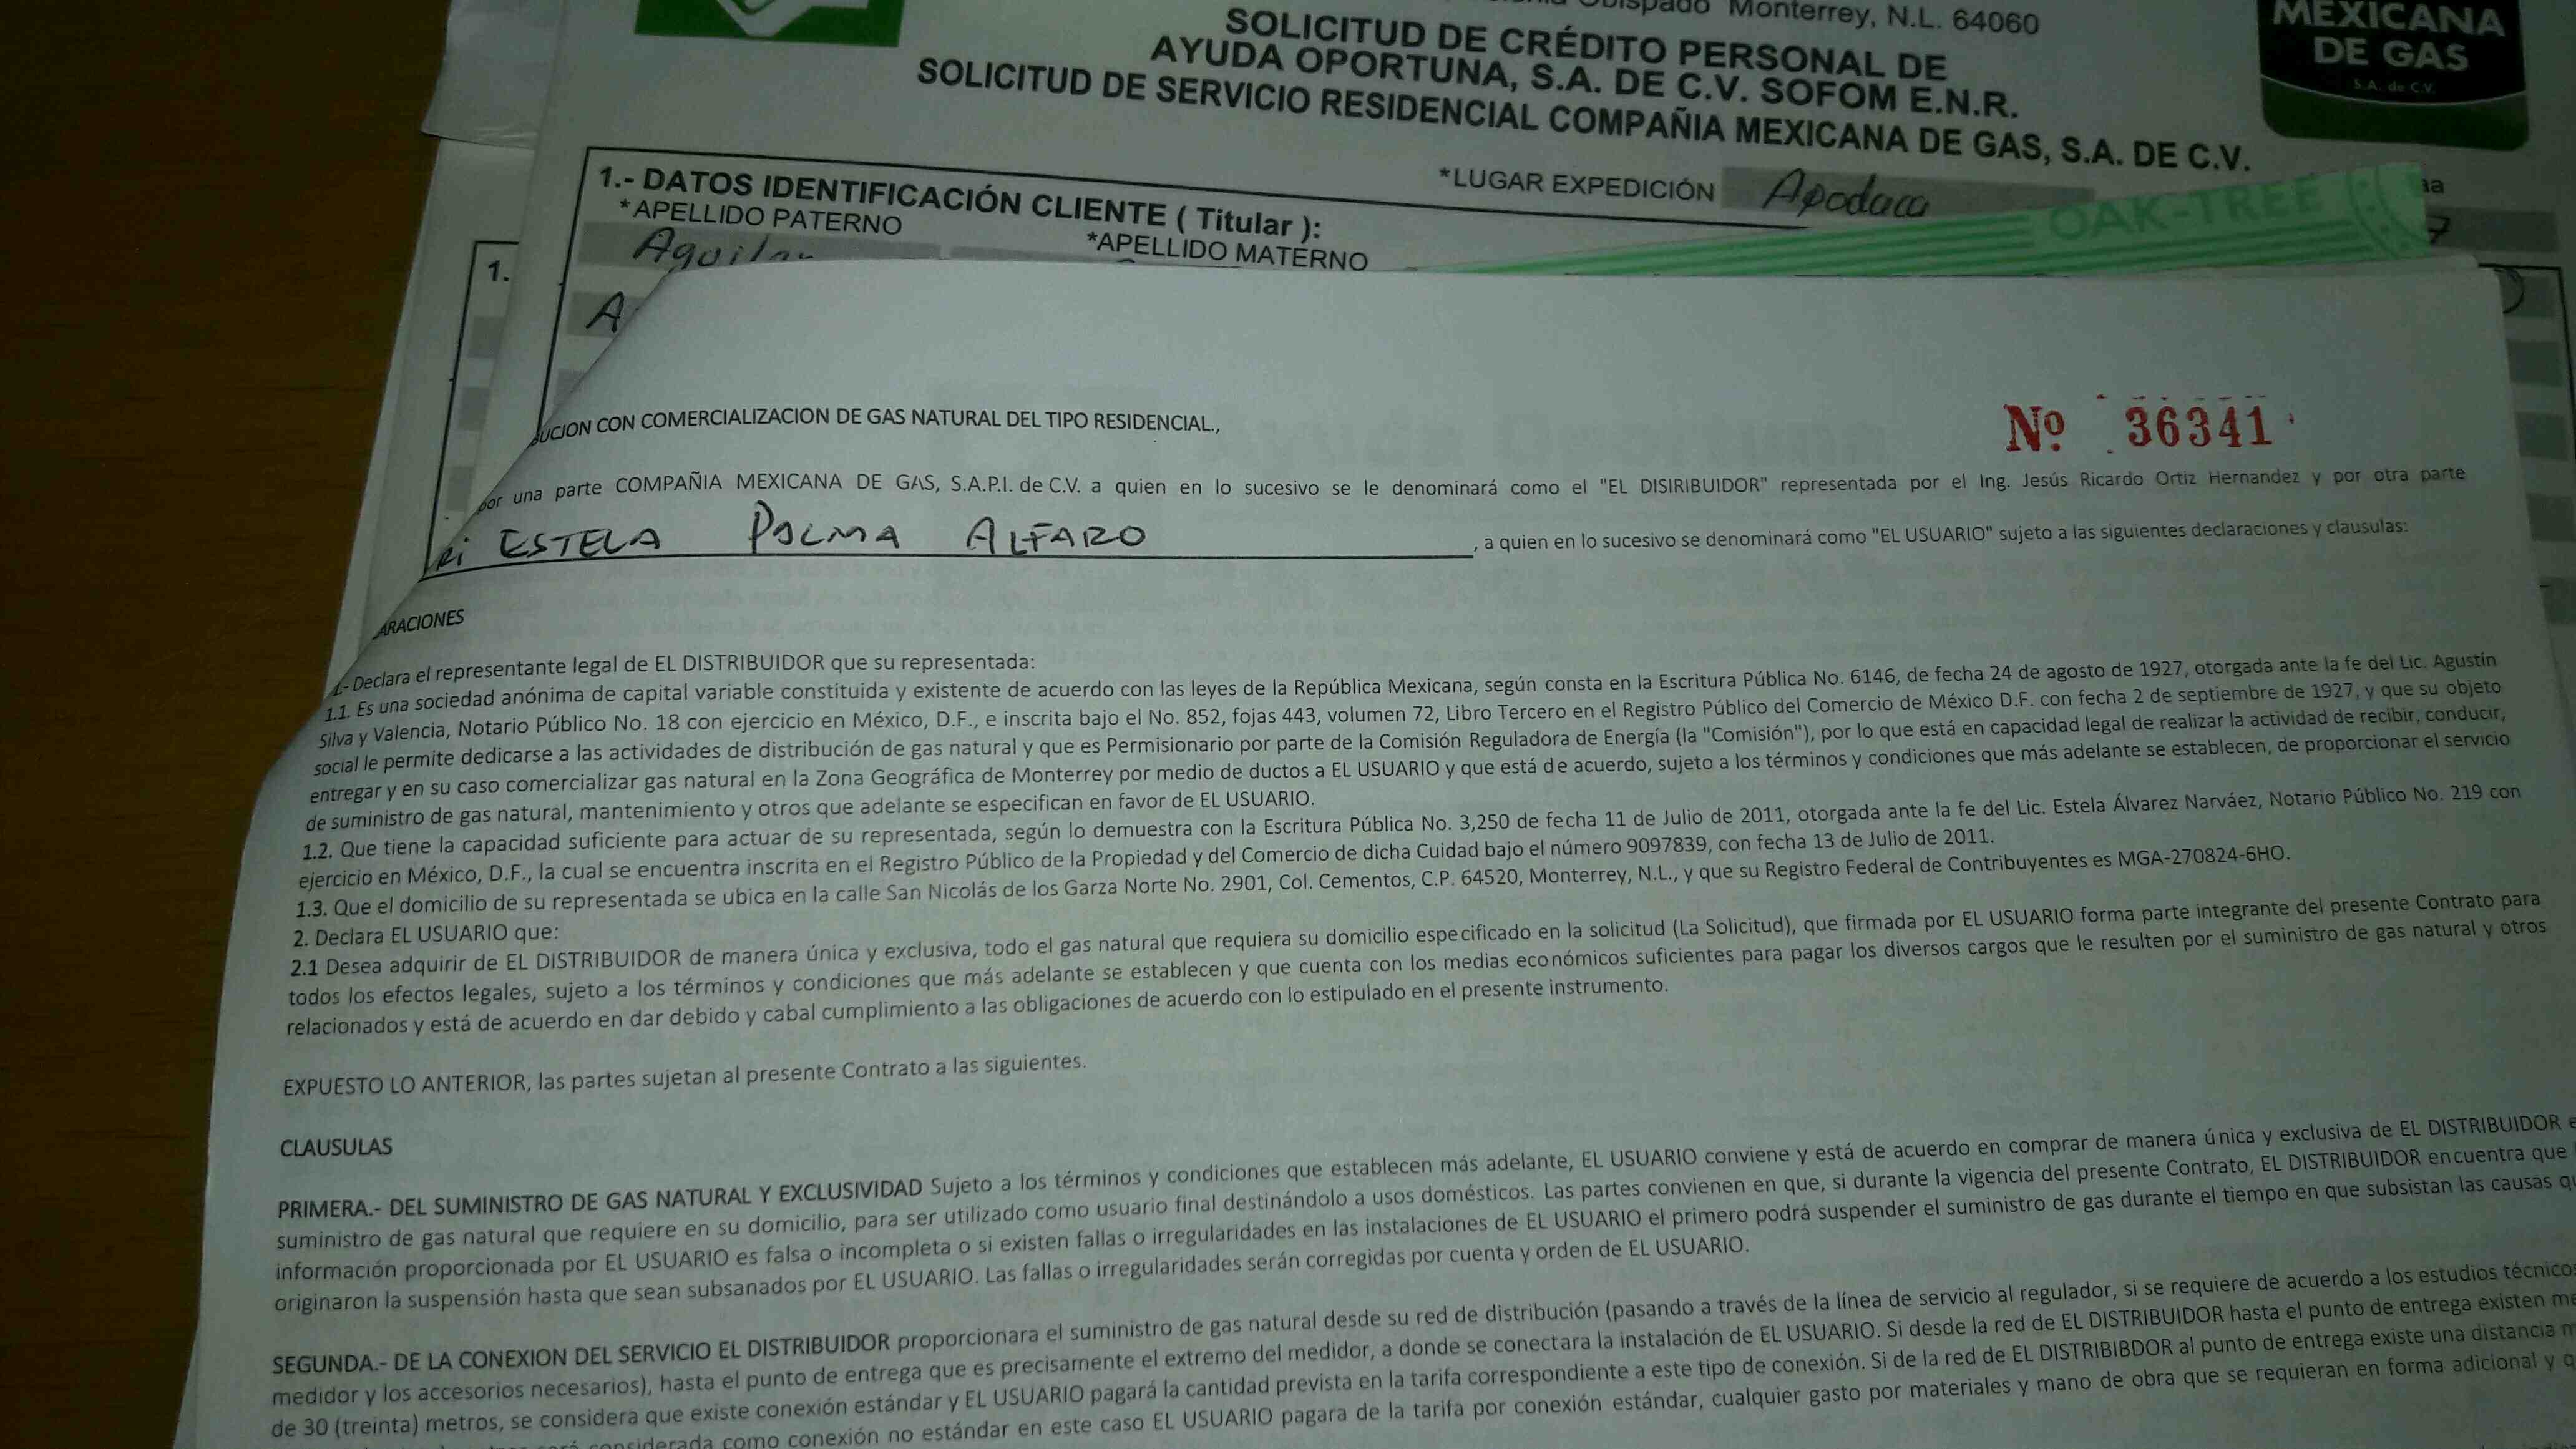 Obispado Monterrey, N.L. 64060
SOLICITUD DE CRÉDITO PERSONAL DE
AYUDA OPORTUNA, S.A. DE C.V. SOFOM E.N.R.
SOLICITUD DE SERVICIO RESIDENCIAL COMPAÑIA MEXICANA DE GAS, S.A. DE C.V.
MEXICANA
DE GAS
S.A. de C.V.
1.- DATOS IDENTIFICACIÓN CLIENTE ( Titular ):
*LUGAR EXPEDICIÓN Apodaca
*APELLIDO PATERNO *APELLIDO MATERNO
Aguilar
OAK-TREE
7
1.
A
UCION CON COMERCIALIZACION DE GAS NATURAL DEL TIPO RESIDENCIAL.,
Nº 36341
por una parte COMPAÑIA MEXICANA DE GAS, S.A.P.I. de C.V. a quien en lo sucesivo se le denominará como el "EL DISIRIBUIDOR" representada por el Ing. Jesús Ricardo Ortiz Hernandez y por otra parte
Ri ESTELA PALMA ALFARO , a quien en lo sucesivo se denominará como "EL USUARIO" sujeto a las siguientes declaraciones y clausulas:
ARACIONES
1.- Declara el representante legal de EL DISTRIBUIDOR que su representada:
1.1. Es una sociedad anónima de capital variable constituida y existente de acuerdo con las leyes de la República Mexicana, según consta en la Escritura Pública No. 6146, de fecha 24 de agosto de 1927, otorgada ante la fe del Lic. Agustín
Silva y Valencia, Notario Público No. 18 con ejercicio en México, D.F., e inscrita bajo el No. 852, fojas 443, volumen 72, Libro Tercero en el Registro Público del Comercio de México D.F. con fecha 2 de septiembre de 1927, y que su objeto
social le permite dedicarse a las actividades de distribución de gas natural y que es Permisionario por parte de la Comisión Reguladora de Energía (la "Comisión"), por lo que está en capacidad legal de realizar la actividad de recibir, conducir,
entregar y en su caso comercializar gas natural en la Zona Geográfica de Monterrey por medio de ductos a EL USUARIO y que está de acuerdo, sujeto a los términos y condiciones que más adelante se establecen, de proporcionar el servicio
de suministro de gas natural, mantenimiento y otros que adelante se especifican en favor de EL USUARIO.
1.2. Que tiene la capacidad suficiente para actuar de su representada, según lo demuestra con la Escritura Pública No. 3,250 de fecha 11 de Julio de 2011, otorgada ante la fe del Lic. Estela Álvarez Narváez, Notario Público No. 219 con
ejercicio en México, D.F., la cual se encuentra inscrita en el Registro Público de la Propiedad y del Comercio de dicha Cuidad bajo el número 9097839, con fecha 13 de Julio de 2011.
1.3. Que el domicilio de su representada se ubica en la calle San Nicolás de los Garza Norte No. 2901, Col. Cementos, C.P. 64520, Monterrey, N.L., y que su Registro Federal de Contribuyentes es MGA-270824-6HO.
2. Declara EL USUARIO que:
2.1 Desea adquirir de EL DISTRIBUIDOR de manera única y exclusiva, todo el gas natural que requiera su domicilio especificado en la solicitud (La Solicitud), que firmada por EL USUARIO forma parte integrante del presente Contrato para
todos los efectos legales, sujeto a los términos y condiciones que más adelante se establecen y que cuenta con los medias económicos suficientes para pagar los diversos cargos que le resulten por el suministro de gas natural y otros
relacionados y está de acuerdo en dar debido y cabal cumplimiento a las obligaciones de acuerdo con lo estipulado en el presente instrumento.
EXPUESTO LO ANTERIOR, las partes sujetan al presente Contrato a las siguientes.
CLAUSULAS
PRIMERA.- DEL SUMINISTRO DE GAS NATURAL Y EXCLUSIVIDAD Sujeto a los términos y condiciones que establecen más adelante, EL USUARIO conviene y está de acuerdo en comprar de manera única y exclusiva de EL DISTRIBUIDOR e
suministro de gas natural que requiere en su domicilio, para ser utilizado como usuario final destinándolo a usos domésticos. Las partes convienen en que, si durante la vigencia del presente Contrato, EL DISTRIBUIDOR encuentra que
información proporcionada por EL USUARIO es falsa o incompleta o si existen fallas o irregularidades en las instalaciones de EL USUARIO el primero podrá suspender el suministro de gas durante el tiempo en que subsistan las causas qu
originaron la suspensión hasta que sean subsanados por EL USUARIO. Las fallas o irregularidades serán corregidas por cuenta y orden de EL USUARIO.
SEGUNDA.- DE LA CONEXION DEL SERVICIO EL DISTRIBUIDOR proporcionara el suministro de gas natural desde su red de distribución (pasando a través de la línea de servicio al regulador, si se requiere de acuerdo a los estudios técnicos
medidor y los accesorios necesarios), hasta el punto de entrega que es precisamente el extremo del medidor, a donde se conectara la instalación de EL USUARIO. Si desde la red de EL DISTRIBUIDOR hasta el punto de entrega existen me
de 30 (treinta) metros, se considera que existe conexión estándar y EL USUARIO pagará la cantidad prevista en la tarifa correspondiente a este tipo de conexión. Si de la red de EL DISTRIBIBDOR al punto de entrega existe una distancia m
considerada como conexión no estándar en este caso EL USUARIO pagara de la tarifa por conexión estándar, cualquier gasto por materiales y mano de obra que se requieran en forma adicional y q